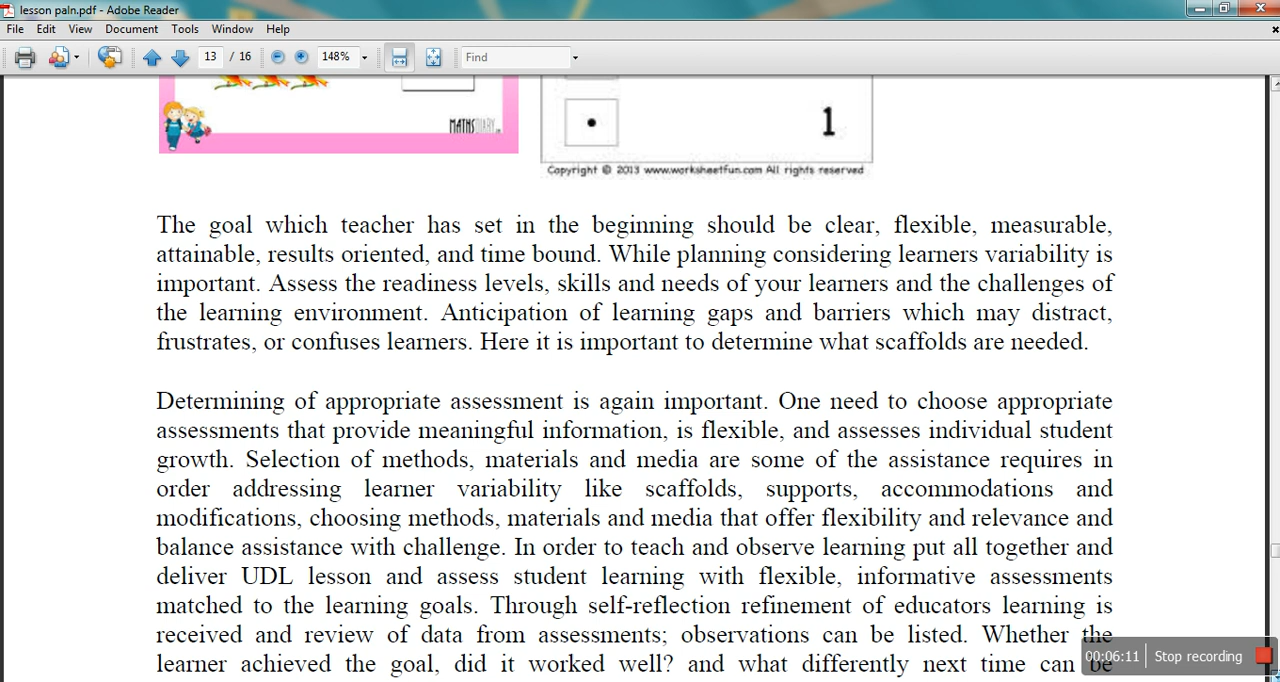 lesson paln.pdf - Adobe Reader
File Edit View Document Tools Window Help
13 / 16 148% Find
MATHSDIARY
1
Copyright © 2013 www.worksheetfun.com All rights reserved
The goal which teacher has set in the beginning should be clear, flexible, measurable,
attainable, results oriented, and time bound. While planning considering learners variability is
important. Assess the readiness levels, skills and needs of your learners and the challenges of
the learning environment. Anticipation of learning gaps and barriers which may distract,
frustrates, or confuses learners. Here it is important to determine what scaffolds are needed.
Determining of appropriate assessment is again important. One need to choose appropriate
assessments that provide meaningful information, is flexible, and assesses individual student
growth. Selection of methods, materials and media are some of the assistance requires in
order addressing learner variability like scaffolds, supports, accommodations and
modifications, choosing methods, materials and media that offer flexibility and relevance and
balance assistance with challenge. In order to teach and observe learning put all together and
deliver UDL lesson and assess student learning with flexible, informative assessments
matched to the learning goals. Through self-reflection refinement of educators learning is
received and review of data from assessments; observations can be listed. Whether the
learner achieved the goal, did it worked well? and what differently next time can be
00:06:11 Stop recording